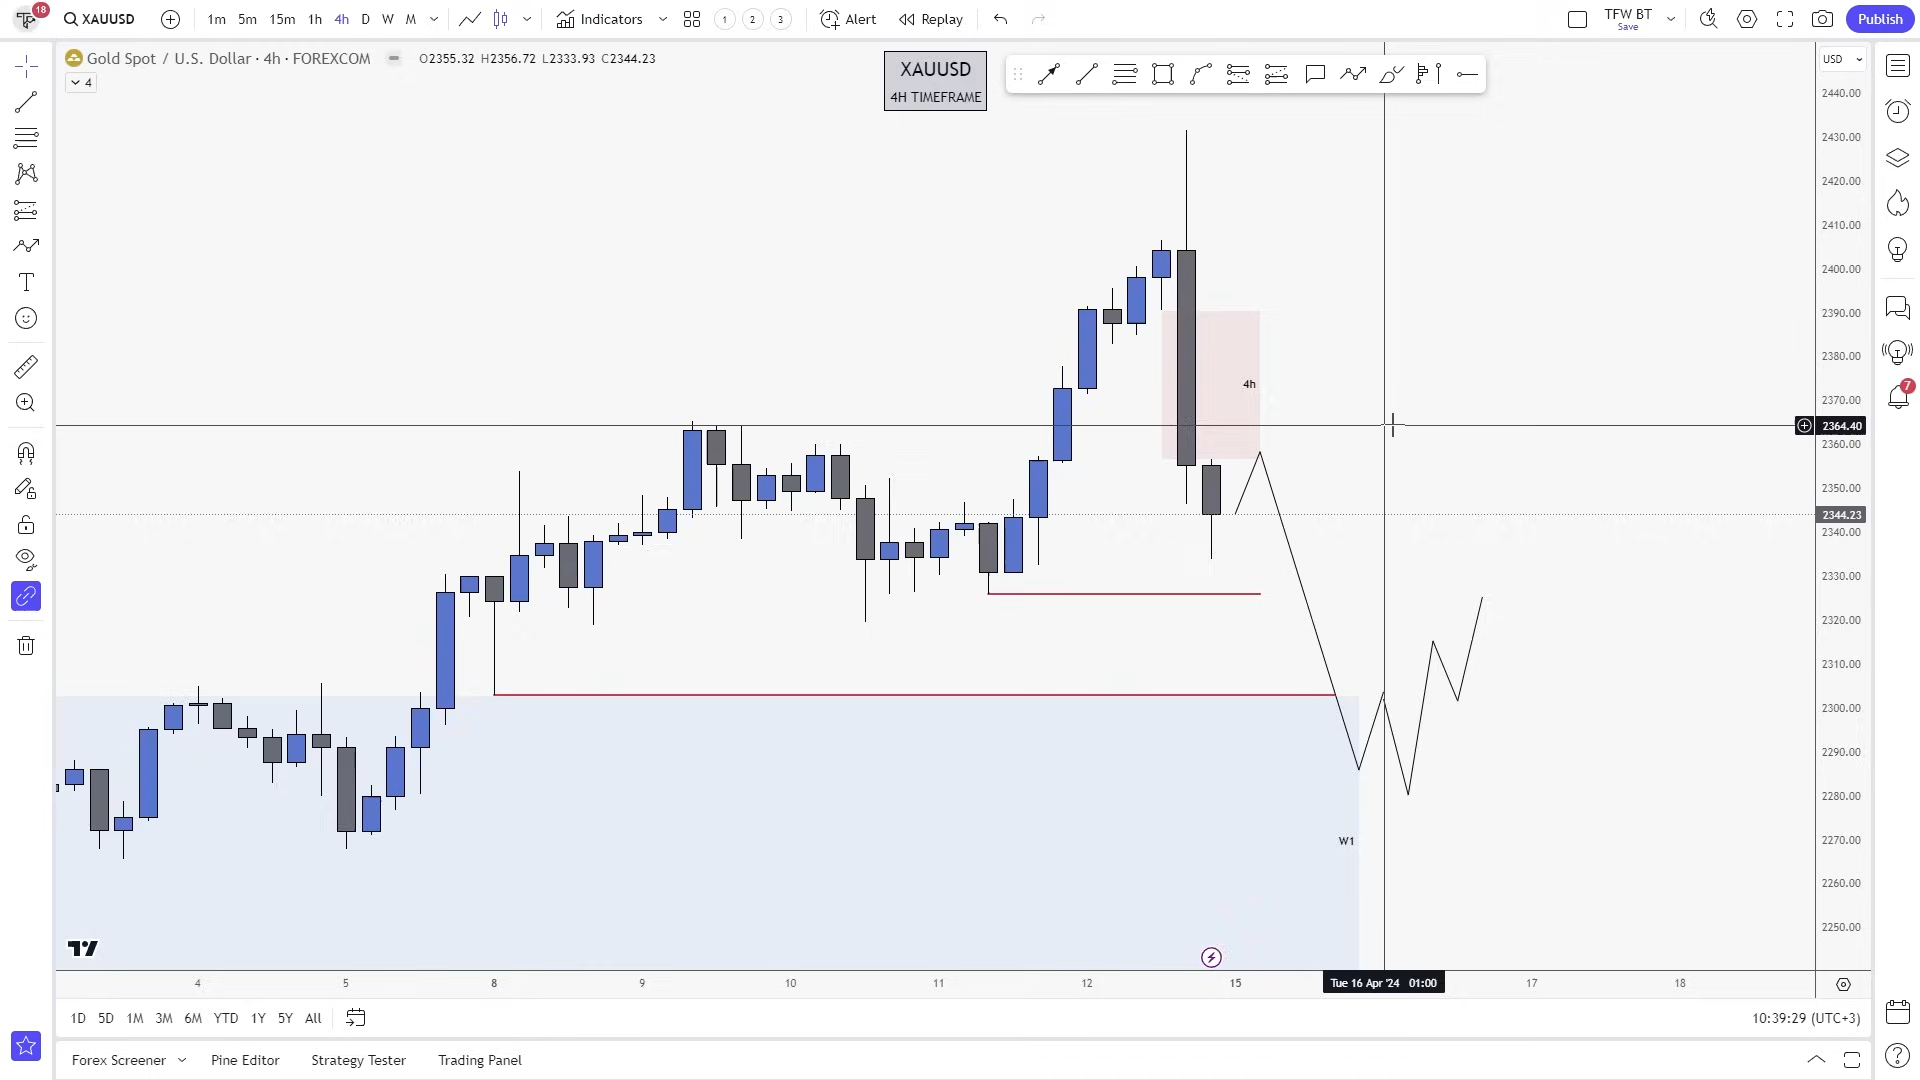 18
XAUUSD
1m 5m 15m 1h 4h D W M
Indicators
1 2 3
Alert
Replay
TFW BT
Save
Publish
Gold Spot / U.S. Dollar · 4h · FOREXCOM
O2355.32 H2356.72 L2333.93 C2344.23
4
XAUUSD
4H TIMEFRAME
USD
2440.00
2430.00
2420.00
2410.00
2400.00
2390.00
2380.00
2370.00
2364.40
2360.00
2350.00
2344.23
2340.00
2330.00
2320.00
2310.00
2300.00
2290.00
2280.00
2270.00
2260.00
2250.00
4h
W1
7
4 5 8 9 10 11 12 15 Tue 16 Apr '24 01:00 17 18
1D 5D 1M 3M 6M YTD 1Y 5Y All
10:39:29 (UTC+3)
Forex Screener Pine Editor Strategy Tester Trading Panel